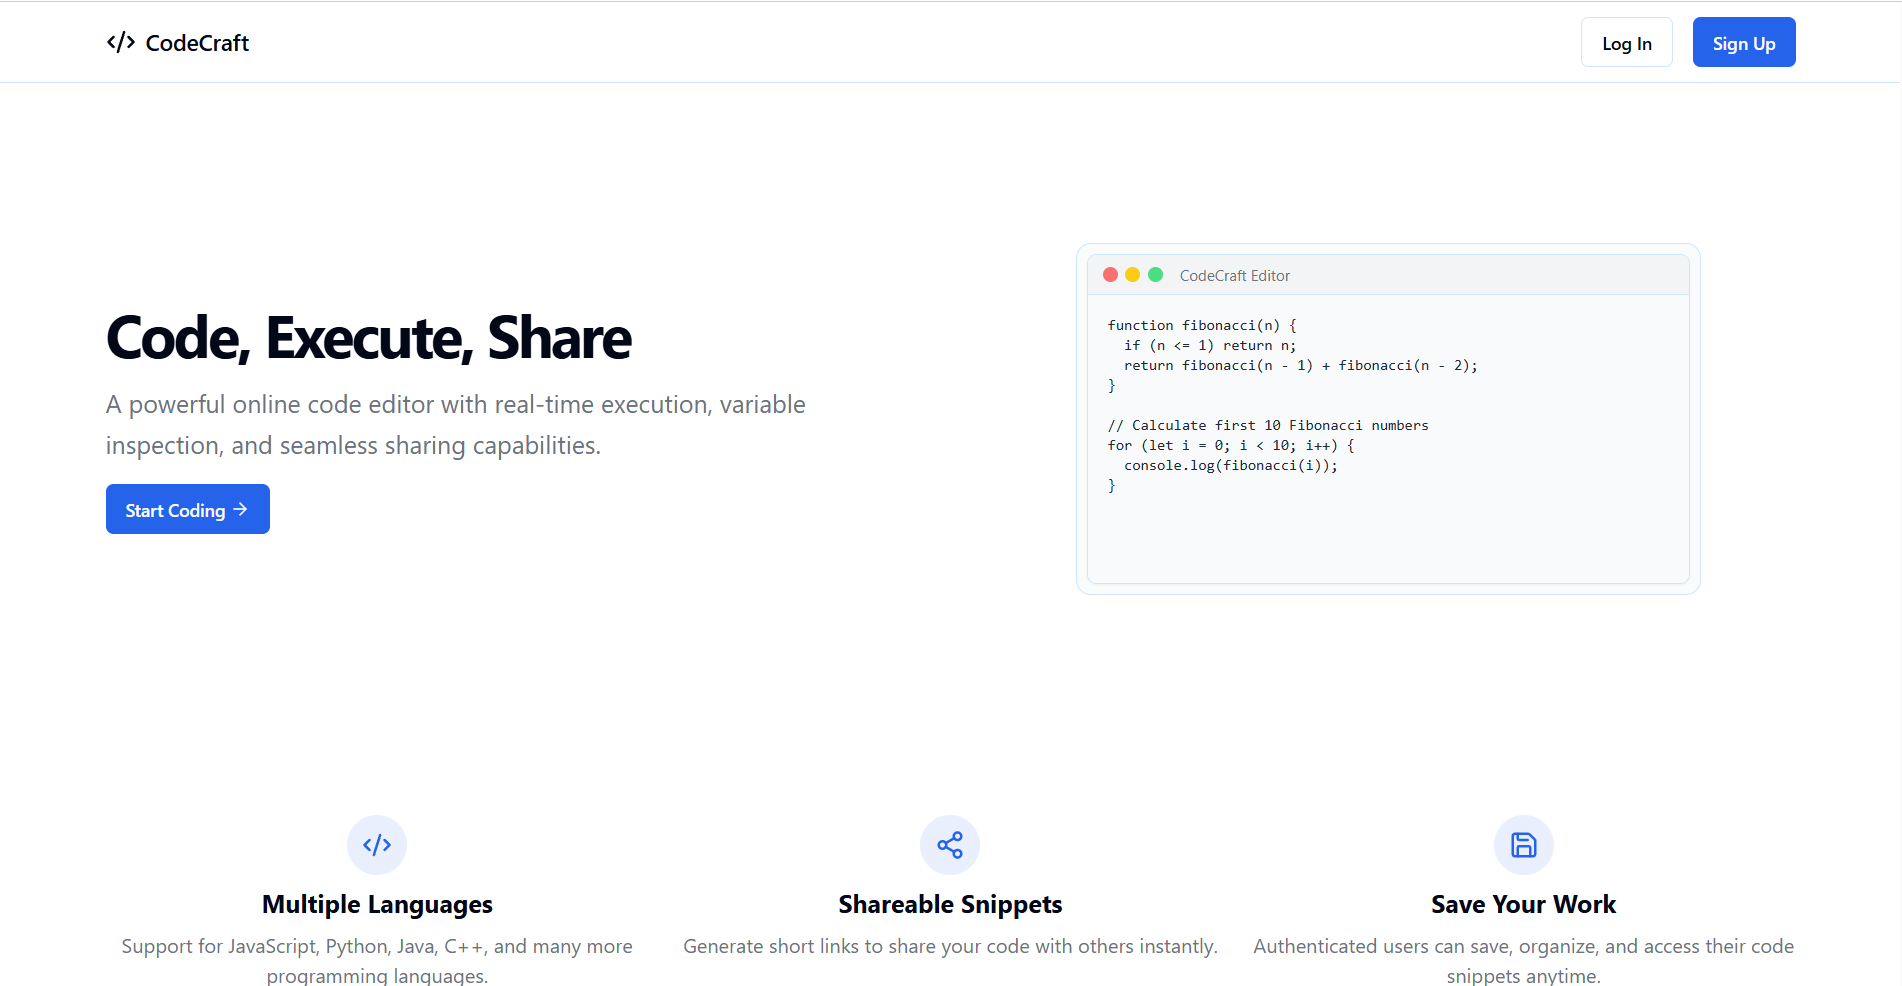 </> CodeCraft
Log In
Sign Up
Code, Execute, Share
A powerful online code editor with real-time execution, variable
inspection, and seamless sharing capabilities.
Start Coding →
CodeCraft Editor
function fibonacci(n) {
  if (n <= 1) return n;
  return fibonacci(n - 1) + fibonacci(n - 2);
}
// Calculate first 10 Fibonacci numbers
for (let i = 0; i < 10; i++) {
  console.log(fibonacci(i));
}
Multiple Languages
Support for JavaScript, Python, Java, C++, and many more
programming languages.
Shareable Snippets
Generate short links to share your code with others instantly.
Save Your Work
Authenticated users can save, organize, and access their code
snippets anytime.